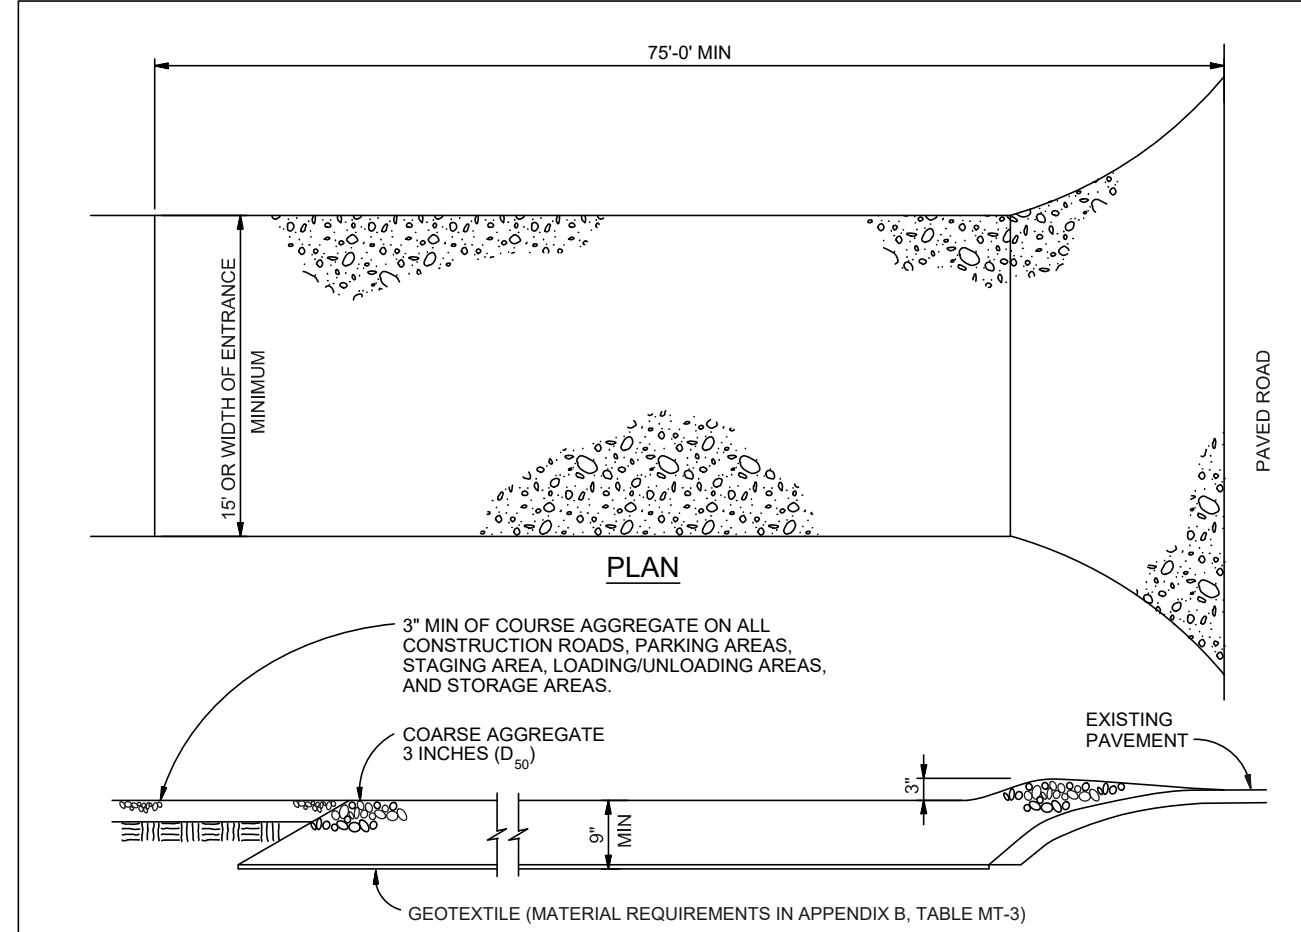 75'-0' MIN
15' OR WIDTH OF ENTRANCE
MINIMUM
PAVED ROAD
PLAN
3" MIN OF COURSE AGGREGATE ON ALL
CONSTRUCTION ROADS, PARKING AREAS,
STAGING AREA, LOADING/UNLOADING AREAS,
AND STORAGE AREAS.
COARSE AGGREGATE
3 INCHES (D50)
EXISTING
PAVEMENT
3"
9"
MIN
GEOTEXTILE (MATERIAL REQUIREMENTS IN APPENDIX B, TABLE MT-3)